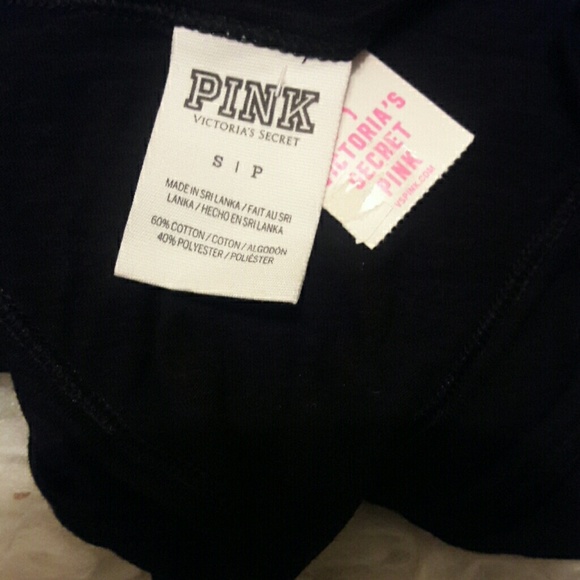 PINK
VICTORIA'S SECRET
S | P
MADE IN SRI LANKA / FAIT AU SRI
LANKA / HECHO EN SRI LANKA
60% COTTON / COTON / ALGODÓN
40% POLYESTER / POLIÉSTER
VICTORIA'S
SECRET
PINK
VSPINK.COM